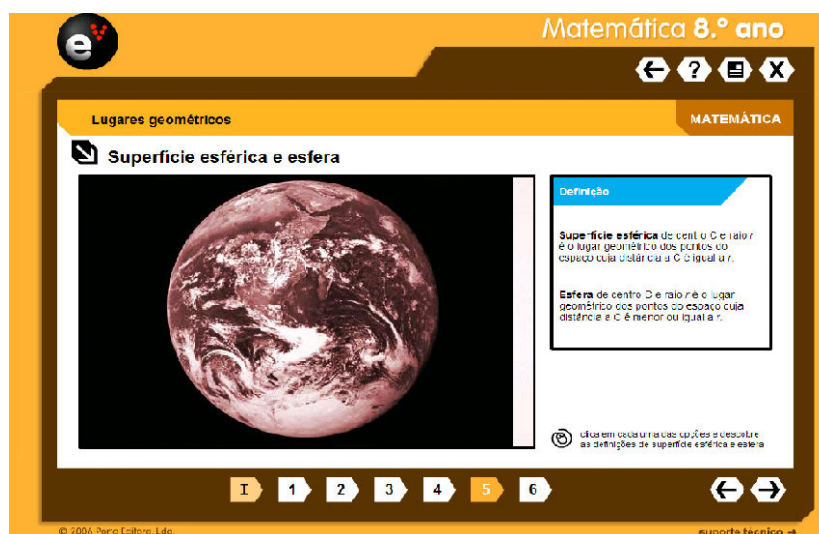 e
Matemática 8.º ano
?
X
Lugares geométricos
MATEMÁTICA
Superfície esférica e esfera
Definição
Superfície esférica de centro C e raio r
é o lugar geométrico dos pontos do
espaço cuja distância a C é igual a r.
Esfera de centro C e raio r é o lugar
geométrico dos pontos do espaço cuja
distância a C é menor ou igual a r.
clica em cada uma das opções e descobre
as definições de superfície esférica e esfera
I 1 2 3 4 5 6
© 2006 Porto Editora, Lda.
suporte técnico →